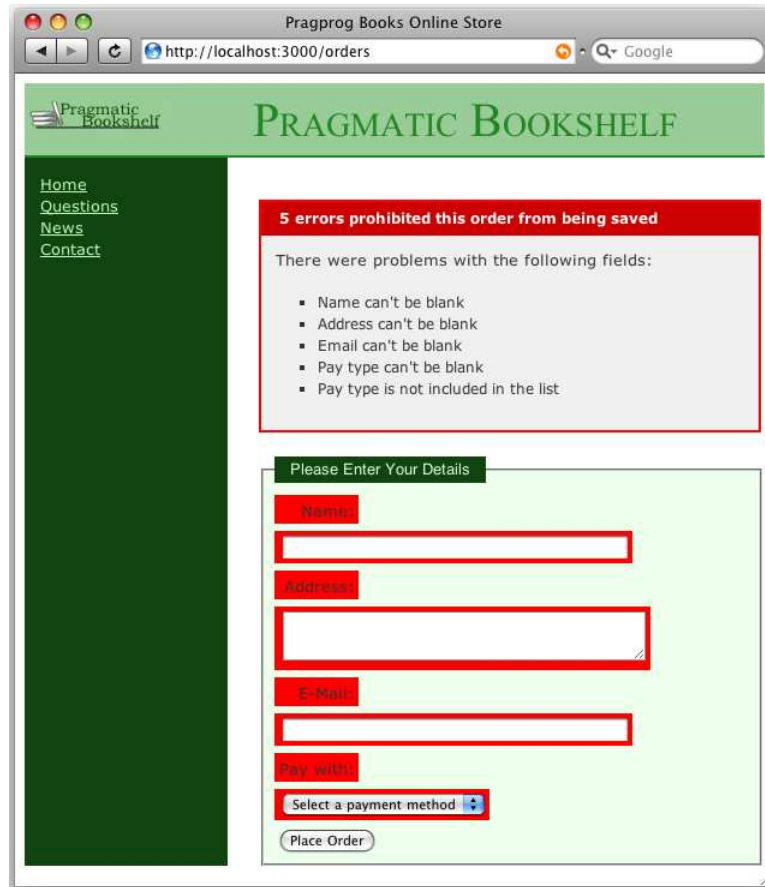 Pragprog Books Online Store
http://localhost:3000/orders
Google
Pragmatic
Bookshelf
PRAGMATIC BOOKSHELF
Home
Questions
News
Contact
5 errors prohibited this order from being saved
There were problems with the following fields:
Name can't be blank
Address can't be blank
Email can't be blank
Pay type can't be blank
Pay type is not included in the list
Please Enter Your Details
Name:
Address:
E-Mail:
Pay with:
Select a payment method
Place Order